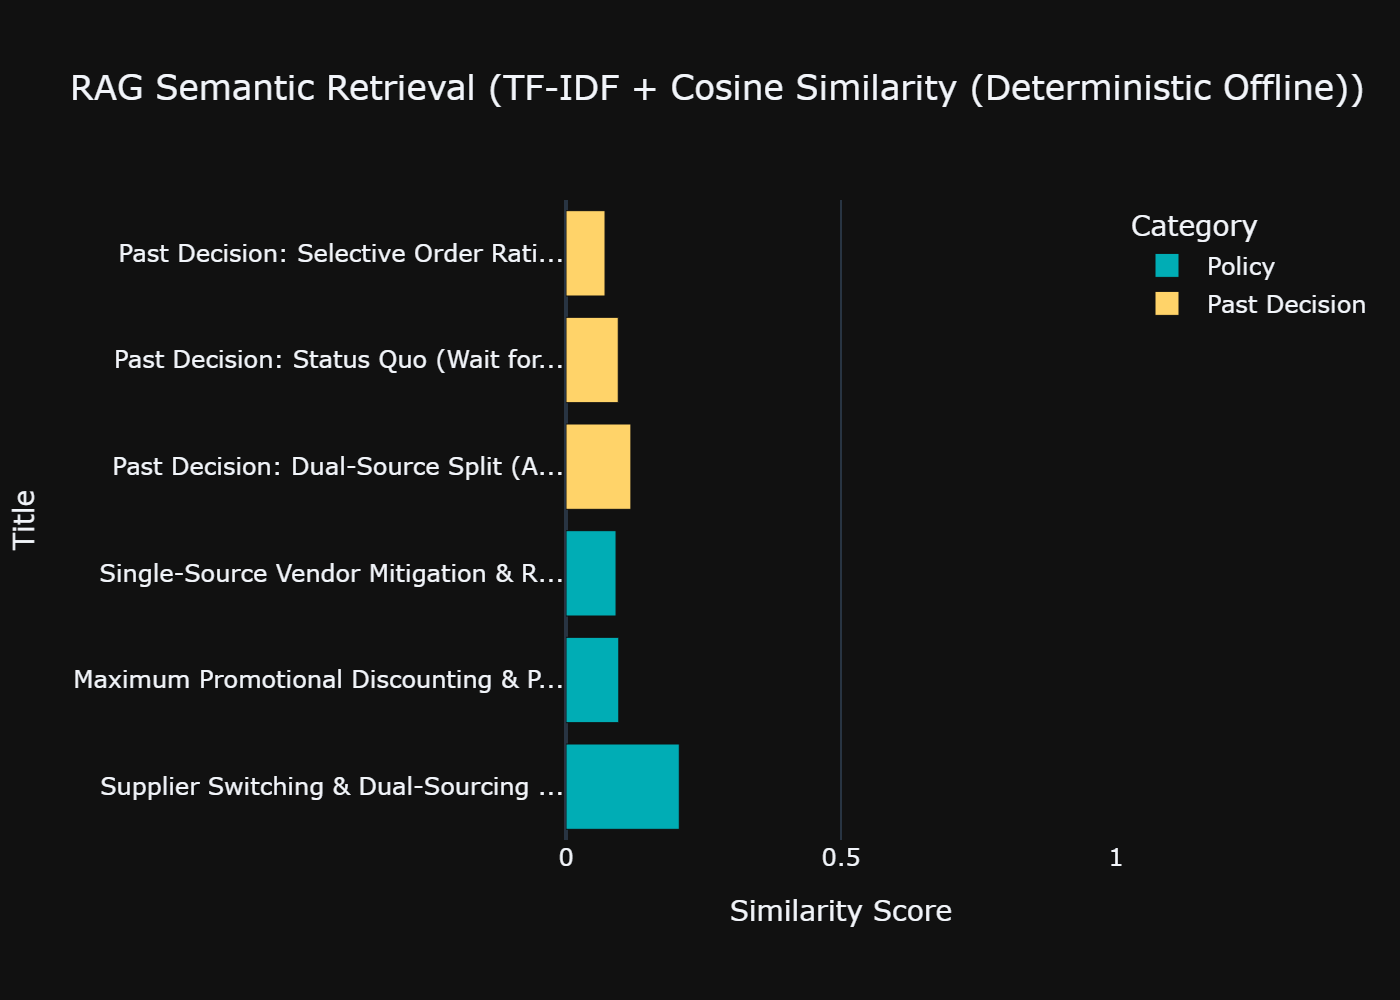 RAG Semantic Retrieval (TF-IDF + Cosine Similarity (Deterministic Offline))
Category
Policy
Past Decision
Title
Past Decision: Selective Order Rati...
Past Decision: Status Quo (Wait for...
Past Decision: Dual-Source Split (A...
Single-Source Vendor Mitigation & R...
Maximum Promotional Discounting & P...
Supplier Switching & Dual-Sourcing ...
0
0.5
1
Similarity Score